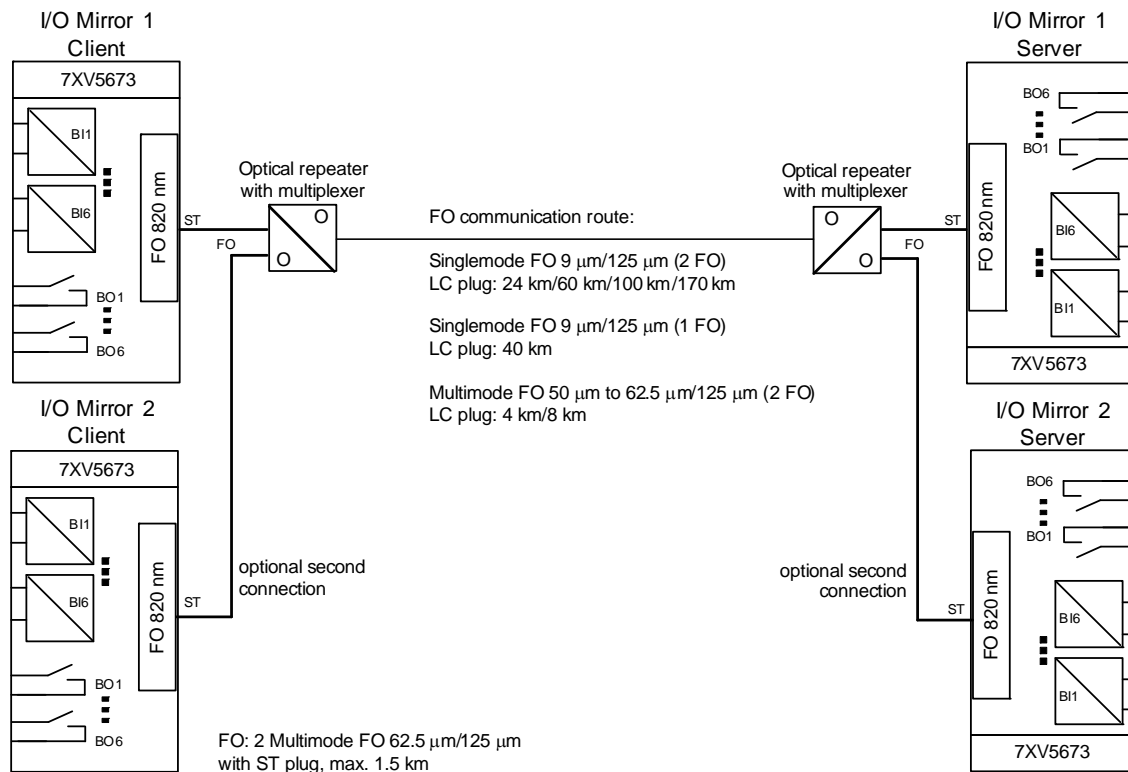 I/O Mirror 1
Client
7XV5673
BI1
BI6
FO 820 nm
BO1
BO6
ST
FO
Optical repeater
with multiplexer
O
O
FO communication route:
Singlemode FO 9 µm/125 µm (2 FO)
LC plug: 24 km/60 km/100 km/170 km
Singlemode FO 9 µm/125 µm (1 FO)
LC plug: 40 km
Multimode FO 50 µm to 62.5 µm/125 µm (2 FO)
LC plug: 4 km/8 km
Optical repeater
with multiplexer
O
O
ST
FO
I/O Mirror 1
Server
BO6
BO1
FO 820 nm
BI6
BI1
7XV5673
I/O Mirror 2
Client
7XV5673
BI1
BI6
FO 820 nm
BO1
BO6
ST
optional second
connection
FO: 2 Multimode FO 62.5 µm/125 µm
with ST plug, max. 1.5 km
optional second
connection
ST
I/O Mirror 2
Server
BO6
BO1
FO 820 nm
BI6
BI1
7XV5673